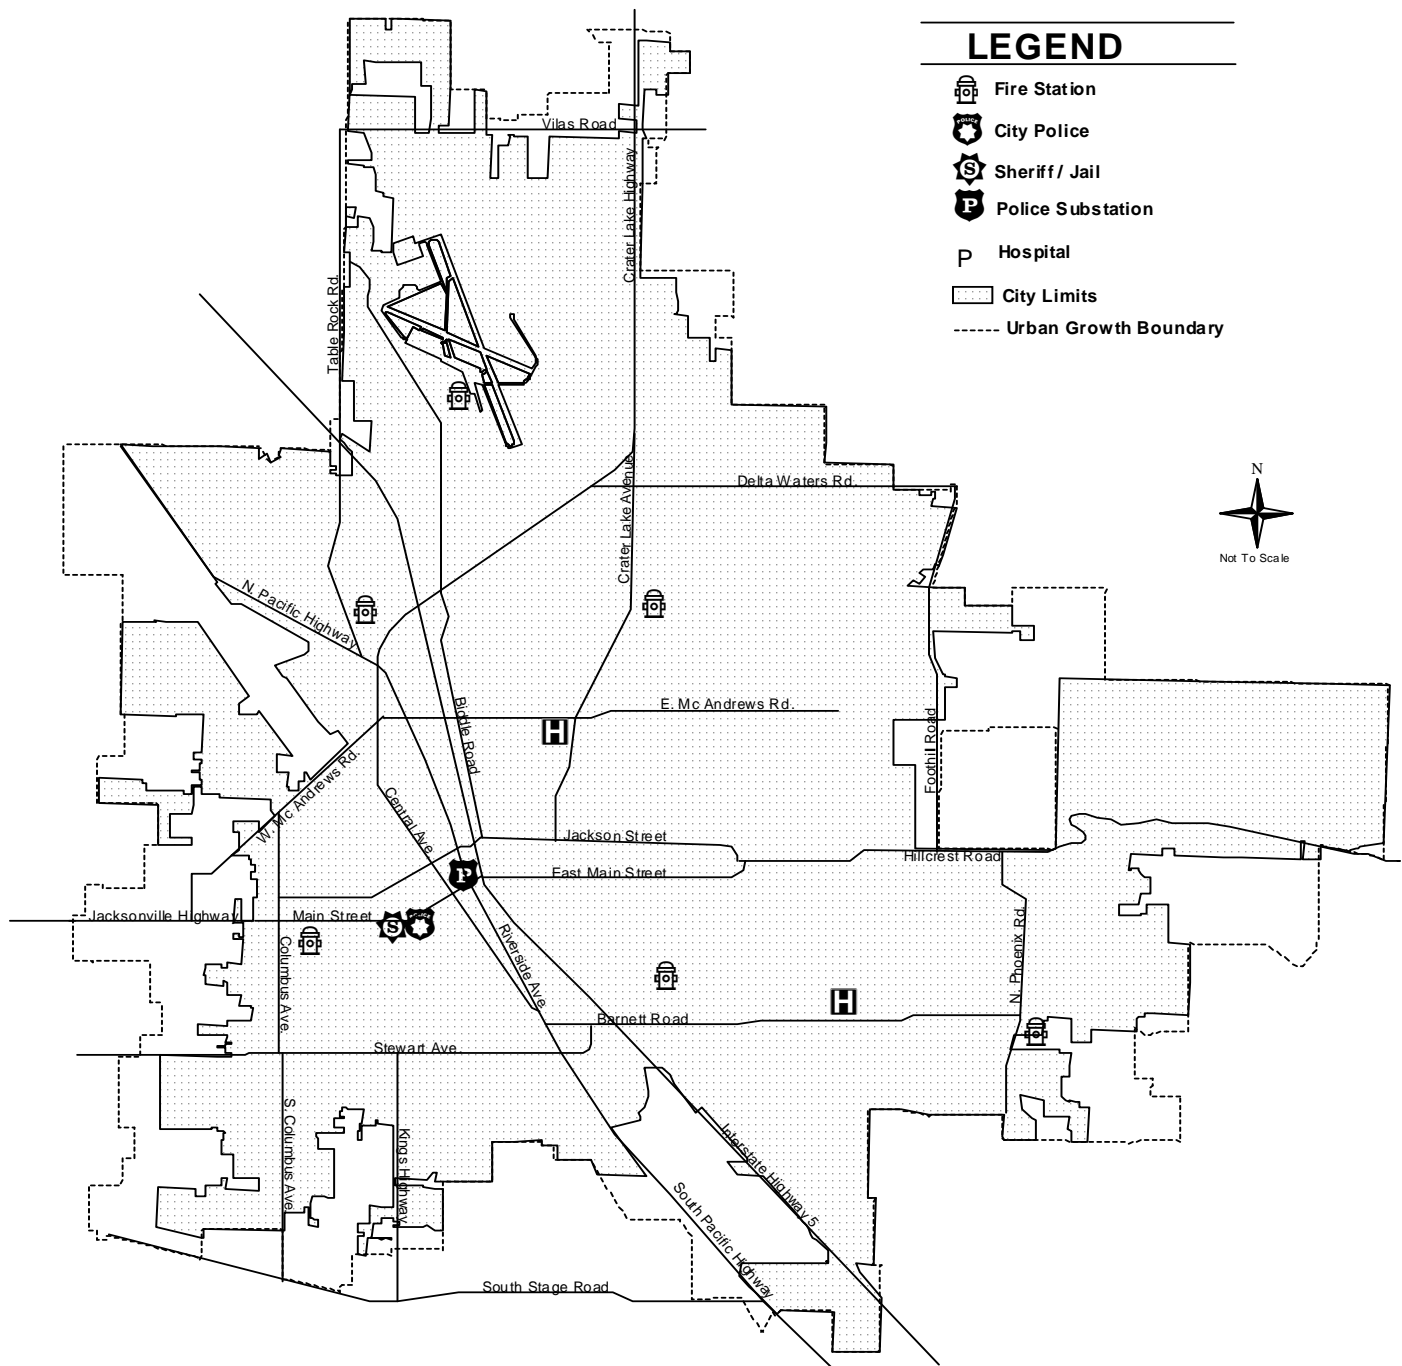 LEGEND
Fire Station
POLICE
City Police
S
Sheriff / Jail
P
Police Substation
P
Hospital
City Limits
Urban Growth Boundary
Vilas Road
Crater Lake Highway
Table Rock Rd.
Crater Lake Avenue
Delta Waters Rd.
N
Not To Scale
N. Pacific Highway
E. Mc Andrews Rd.
H
Biddle Road
Foothill Road
W. Mc Andrews Rd.
Central Ave
Jackson Street
Hillcrest Road
P
East Main Street
Jacksonville Highway
Main Street
S
POLICE
Columbus Ave.
Riverside Ave
N. Phoenix Rd.
H
Barnett Road
Stewart Ave.
S. Columbus Ave.
Kings Highway
Interstate Highway 5
South Pacific Highway
South Stage Road